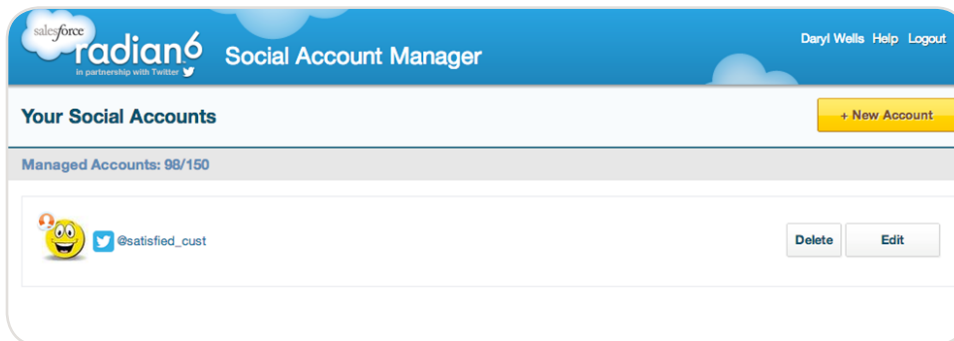 salesforce
radian6
in partnership with Twitter
Social Account Manager
Daryl Wells Help Logout
Your Social Accounts
+ New Account
Managed Accounts: 98/150
@satisfied_cust
Delete
Edit